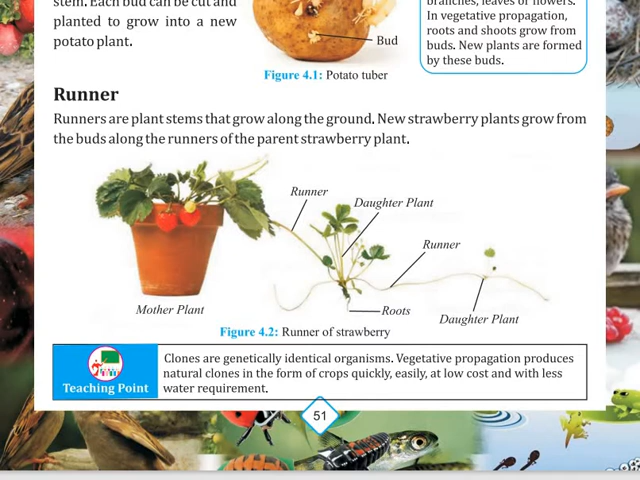 stem. Each bud can be cut and
planted to grow into a new
potato plant.
Bud
Figure 4.1: Potato tuber
branches, leaves or flowers.
In vegetative propagation,
roots and shoots grow from
buds. New plants are formed
by these buds.
Runner
Runners are plant stems that grow along the ground. New strawberry plants grow from
the buds along the runners of the parent strawberry plant.
Runner
Daughter Plant
Runner
Roots
Mother Plant
Daughter Plant
Figure 4.2: Runner of strawberry
Teaching Point
Clones are genetically identical organisms. Vegetative propagation produces
natural clones in the form of crops quickly, easily, at low cost and with less
water requirement.
51